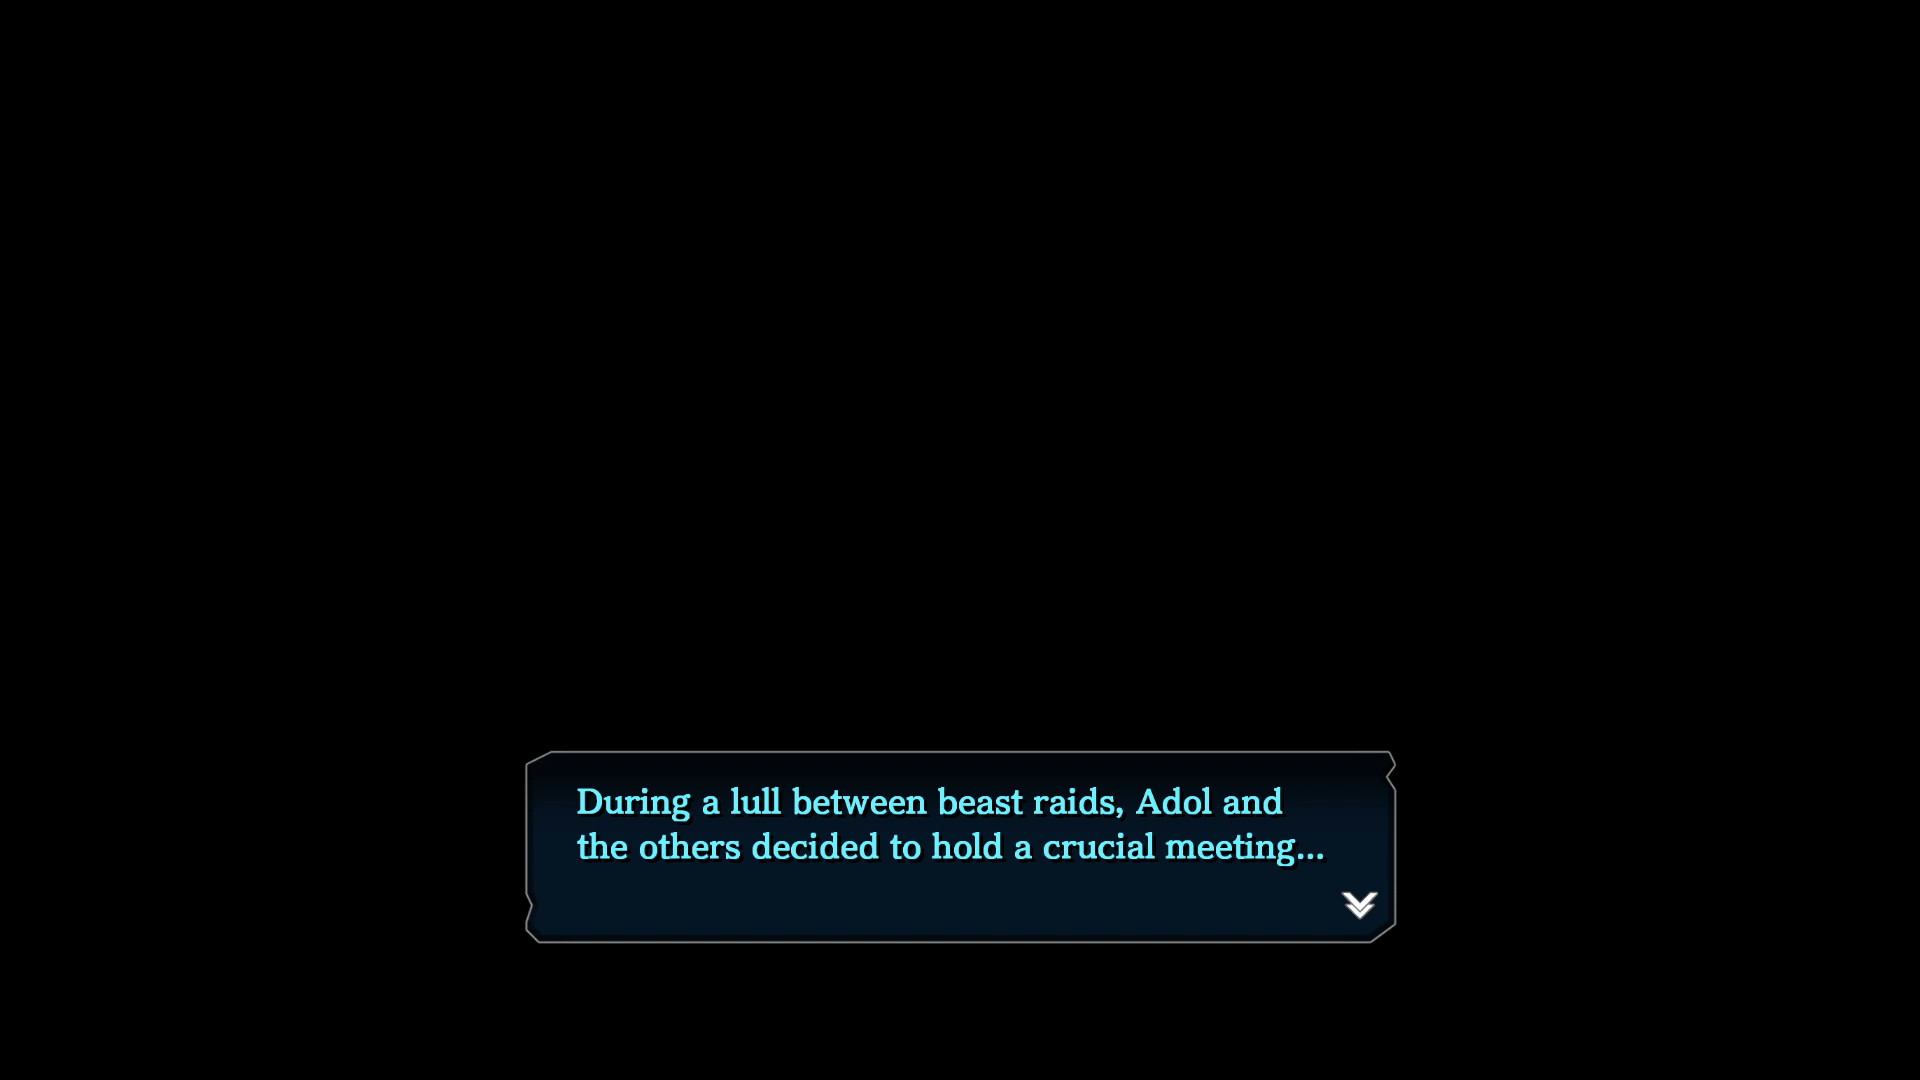 During a lull between beast raids, Adol and
the others decided to hold a crucial meeting...